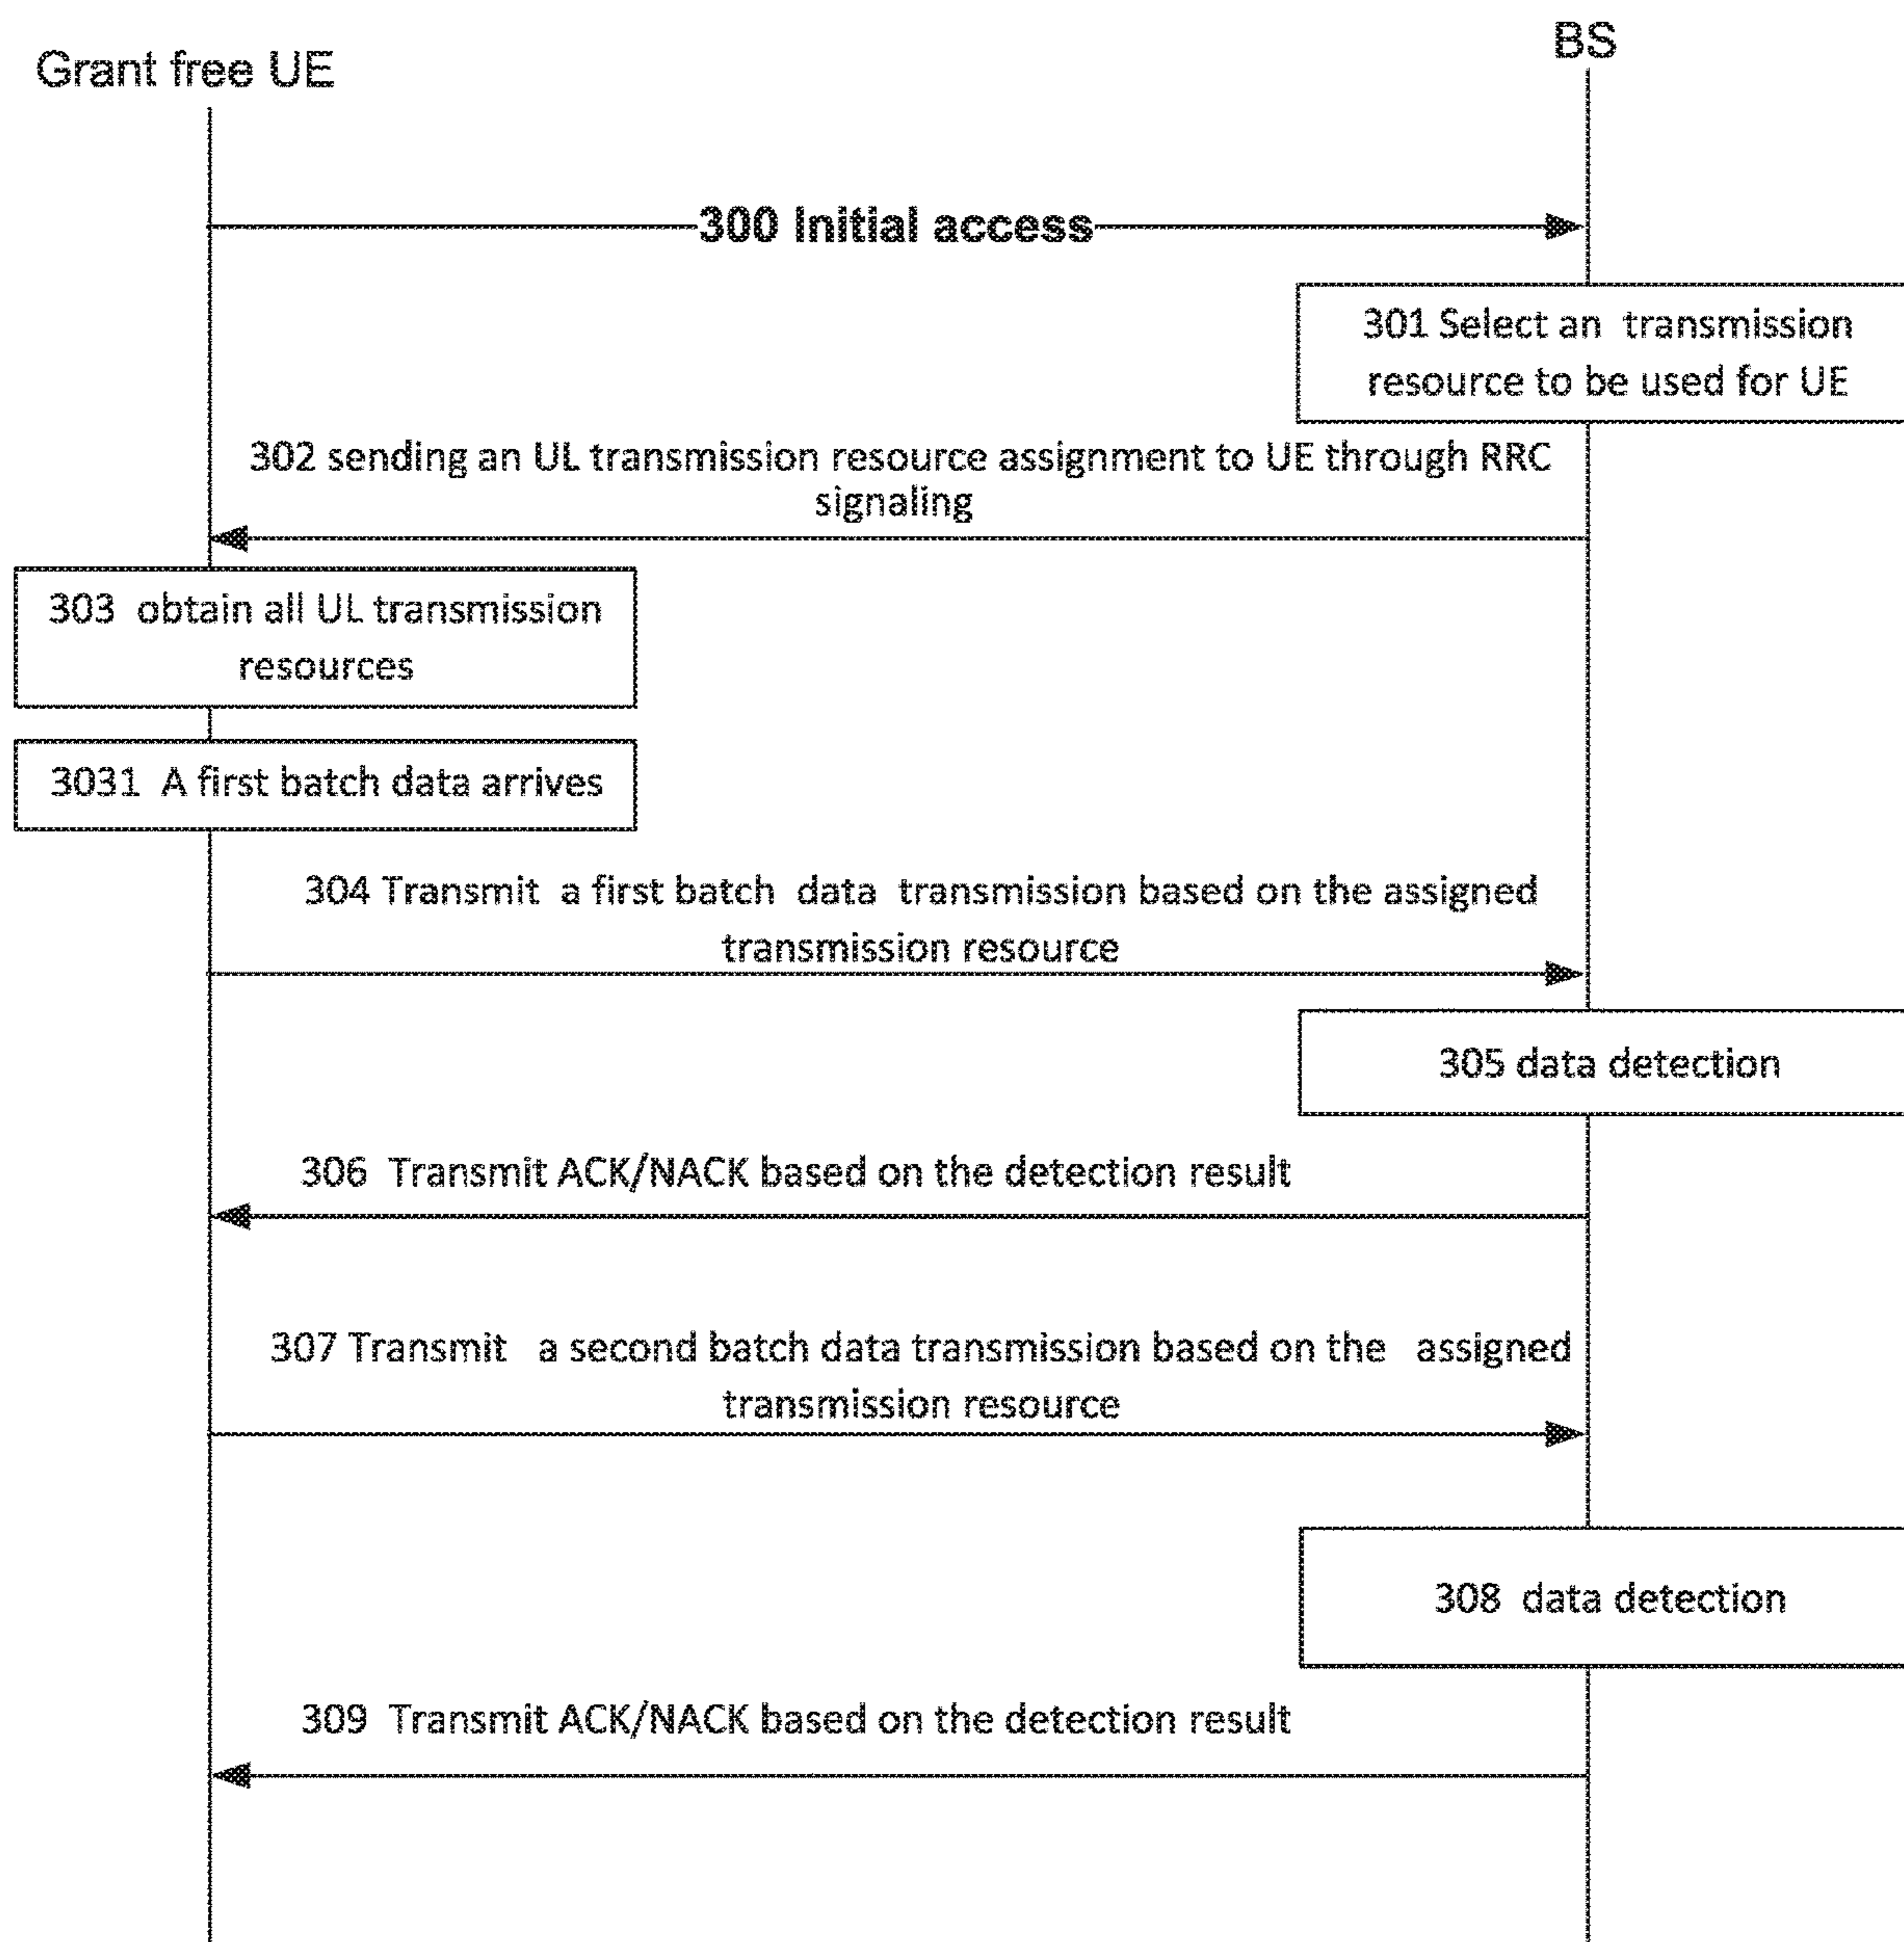 Grant free UE
BS
300 Initial access
301 Select an transmission
resource to be used for UE
302 sending an UL transmission resource assignment to UE through RRC
signaling
303 obtain all UL transmission
resources
3031 A first batch data arrives
304 Transmit a first batch data transmission based on the assigned
transmission resource
305 data detection
306 Transmit ACK/NACK based on the detection result
307 Transmit a second batch data transmission based on the assigned
transmission resource
308 data detection
309 Transmit ACK/NACK based on the detection result